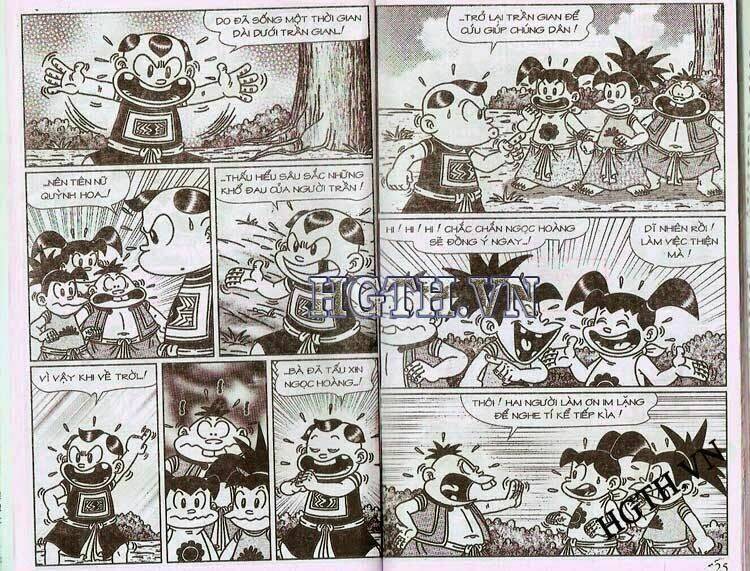 DO ĐÃ SỐNG MỘT THỜI GIAN
DÀI DƯỚI TRẦN GIAN...!
...NÊN TIÊN NỮ
QUỲNH HOA...!
...THẤU HIỂU SÂU SẮC NHỮNG
KHỔ ĐAU CỦA NGƯỜI TRẦN!
VÌ VẬY KHI VỀ TRỜI...!
...BÀ ĐÃ TẤU XIN
NGỌC HOÀNG...!
...TRỞ LẠI TRẦN GIAN ĐỂ
CỨU GIÚP CHÚNG DÂN!
HI! HI! HI! CHẮC CHẮN NGỌC HOÀNG
SẼ ĐỒNG Ý NGAY...!
DĨ NHIÊN RỒI!
LÀM VIỆC THIỆN
MÀ!
THÔI! HAI NGƯỜI LÀM ƠN IM LẶNG
ĐỂ NGHE TÍ KỂ TIẾP KÌA!
HGTH.VN
HGTH.VN
25